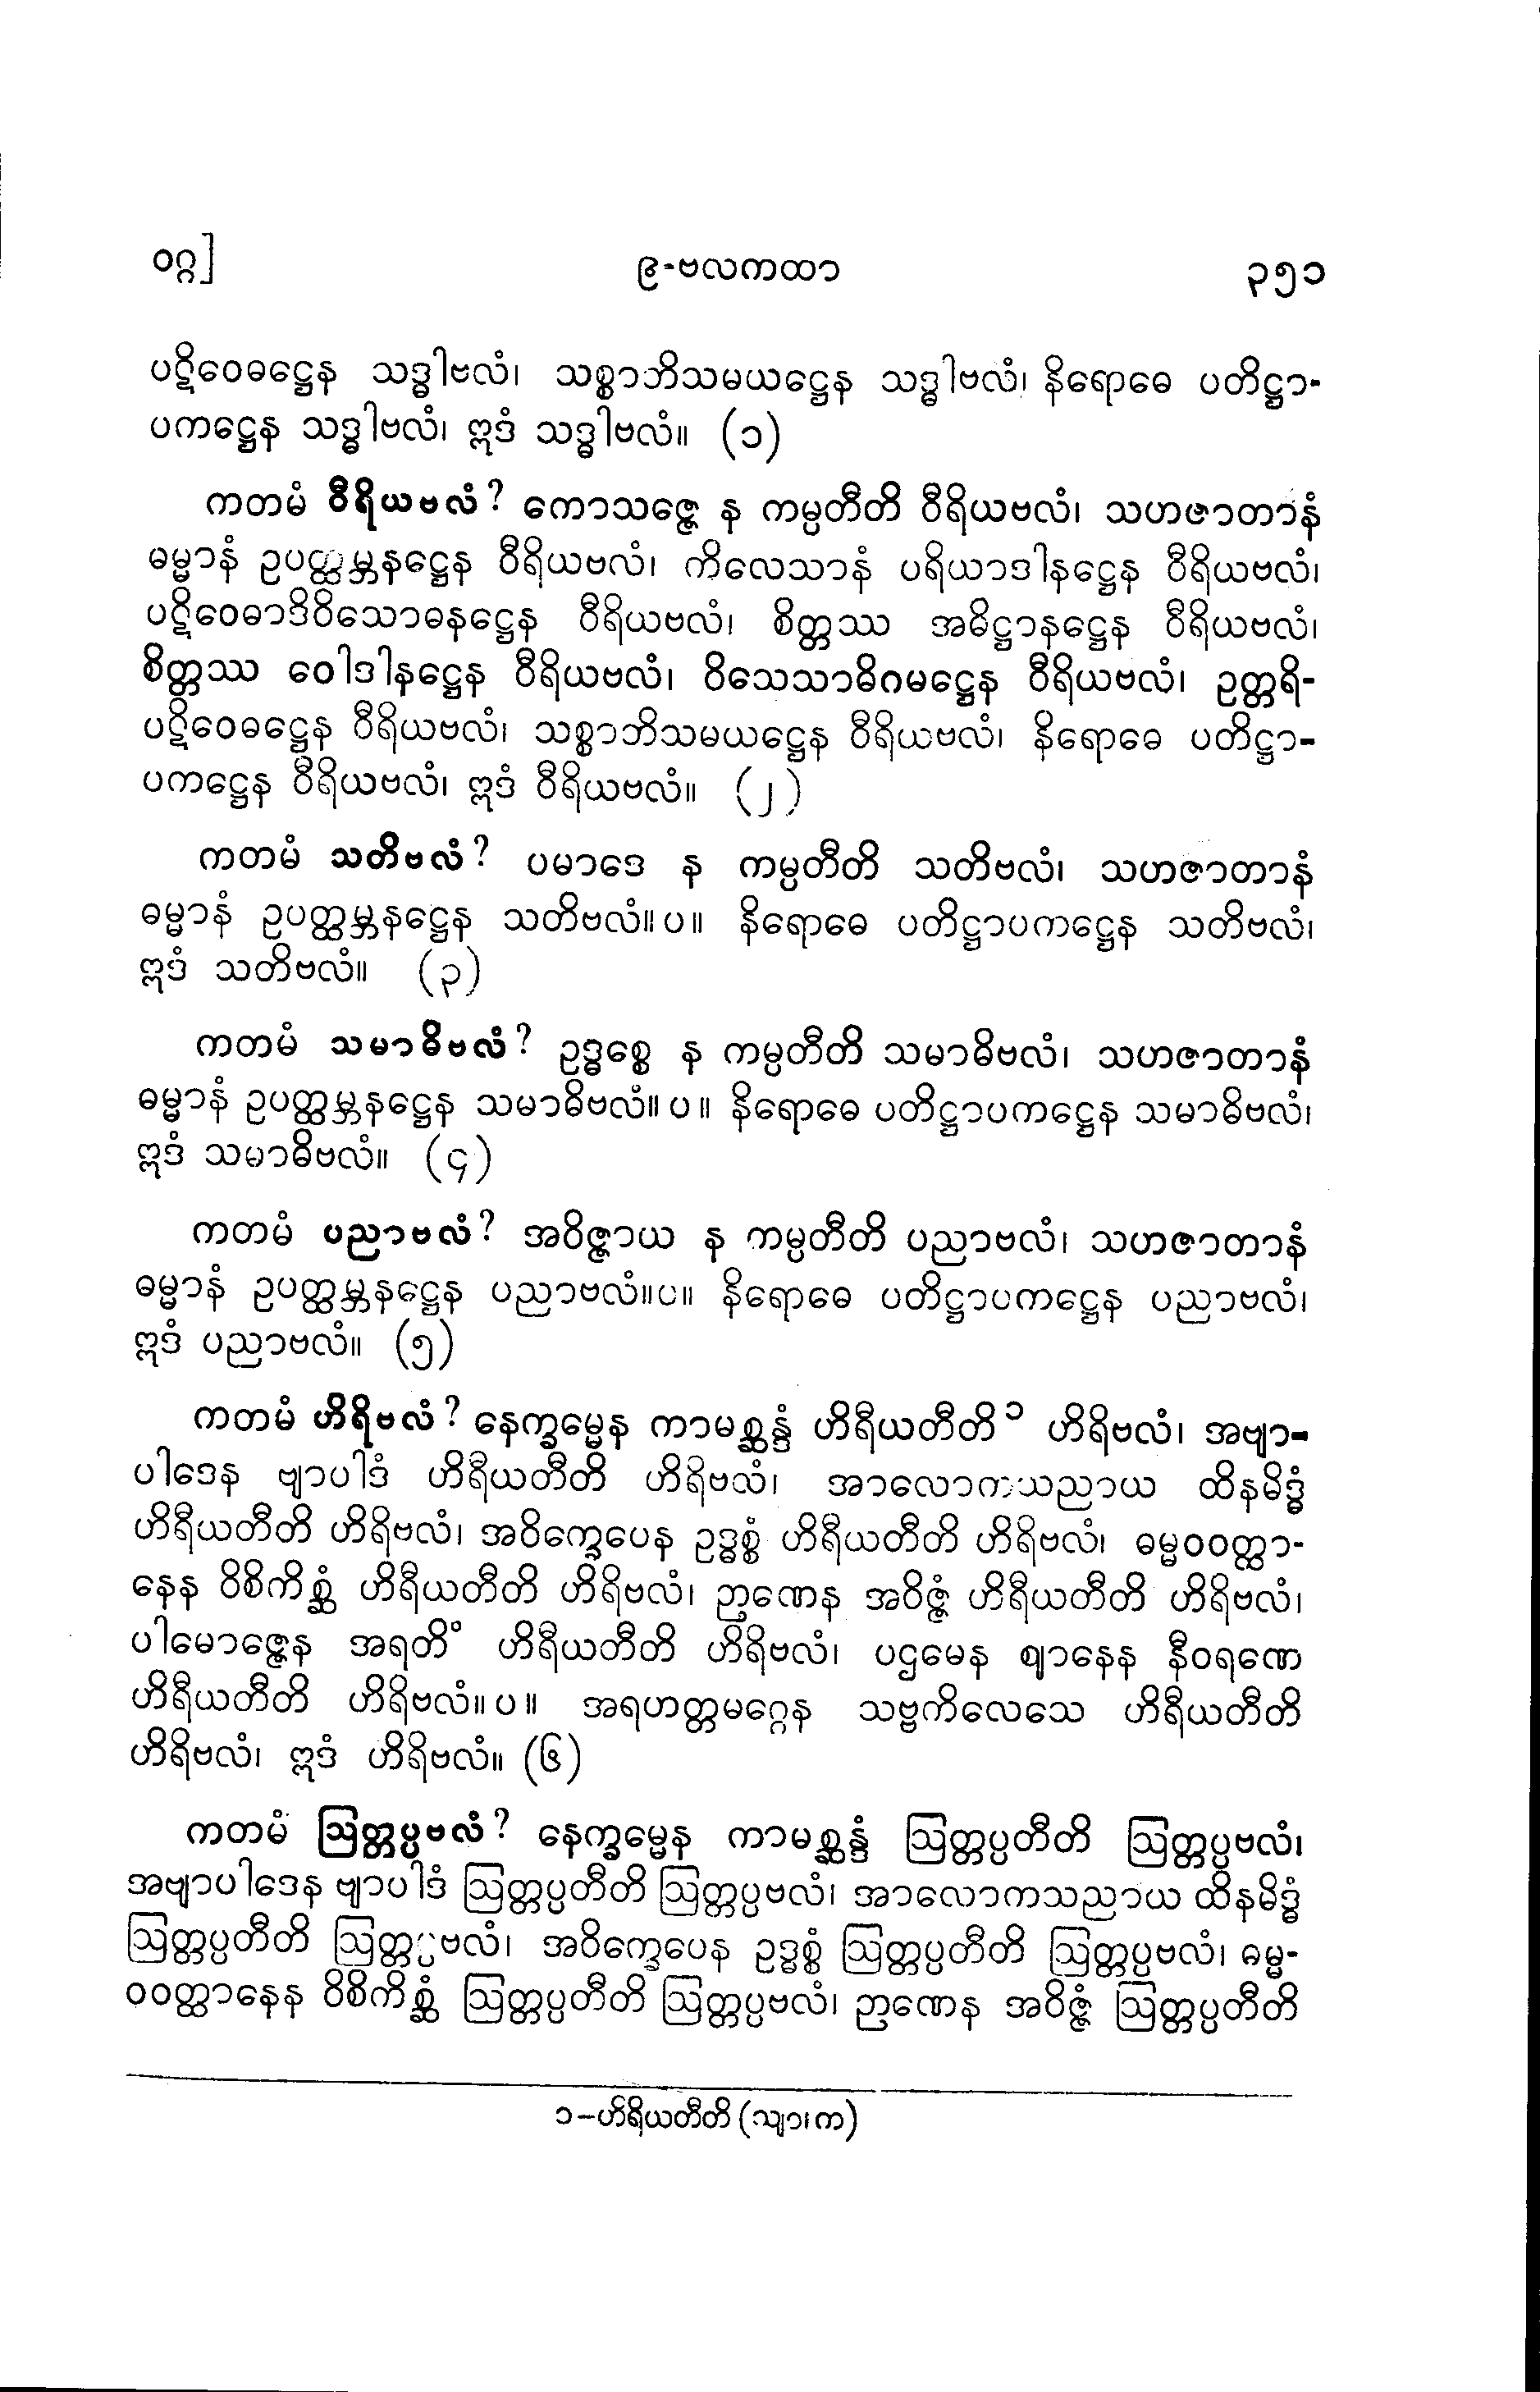 ဝဂ္ဂ]
၉-ဗလကထာ
၃၅၁
ပဋိဝေဓဋ္ဌေန သဒ္ဓါဗလံ၊ သစ္စာဘိသမယဋ္ဌေန သဒ္ဓါဗလံ၊ နိရောဓေ ပတိဋ္ဌာ-
ပကဋ္ဌေန သဒ္ဓါဗလံ၊ ဣဒံ သဒ္ဓါဗလံ။ (၁)
ကတမံ ဝီရိယဗလံ? ကောသဇ္ဇေ န ကမ္ပတီတိ ဝီရိယဗလံ၊ သဟဇာတာနံ
ဓမ္မာနံ ဥပတ္ထမ္ဘနဋ္ဌေန ဝီရိယဗလံ၊ ကိလေသာနံ ပရိယာဒါနဋ္ဌေန ဝီရိယဗလံ၊
ပဋိဝေဓာဒိဝိသောဓနဋ္ဌေန ဝီရိယဗလံ၊ စိတ္တဿ အဓိဋ္ဌာနဋ္ဌေန ဝီရိယဗလံ၊
စိတ္တဿ ဝေါဒါနဋ္ဌေန ဝီရိယဗလံ၊ ဝိသေသာဓိဂမဋ္ဌေန ဝီရိယဗလံ၊ ဥတ္တရိ-
ပဋိဝေဓဋ္ဌေန ဝီရိယဗလံ၊ သစ္စာဘိသမယဋ္ဌေန ဝီရိယဗလံ၊ နိရောဓေ ပတိဋ္ဌာ-
ပကဋ္ဌေန ဝီရိယဗလံ၊ ဣဒံ ဝီရိယဗလံ။ (၂)
ကတမံ သတိဗလံ? ပမာဒေ န ကမ္ပတီတိ သတိဗလံ၊ သဟဇာတာနံ
ဓမ္မာနံ ဥပတ္ထမ္ဘနဋ္ဌေန သတိဗလံ။ ပ။ နိရောဓေ ပတိဋ္ဌာပကဋ္ဌေန သတိဗလံ၊
ဣဒံ သတိဗလံ။ (၃)
ကတမံ သမာဓိဗလံ? ဥဒ္ဓစ္စေ န ကမ္ပတီတိ သမာဓိဗလံ၊ သဟဇာတာနံ
ဓမ္မာနံ ဥပတ္ထမ္ဘနဋ္ဌေန သမာဓိဗလံ။ ပ။ နိရောဓေ ပတိဋ္ဌာပကဋ္ဌေန သမာဓိဗလံ၊
ဣဒံ သမာဓိဗလံ။ (၄)
ကတမံ ပညာဗလံ? အဝိဇ္ဇာယ န ကမ္ပတီတိ ပညာဗလံ၊ သဟဇာတာနံ
ဓမ္မာနံ ဥပတ္ထမ္ဘနဋ္ဌေန ပညာဗလံ။ပ။ နိရောဓေ ပတိဋ္ဌာပကဋ္ဌေန ပညာဗလံ၊
ဣဒံ ပညာဗလံ။ (၅)
ကတမံ ဟိရိဗလံ? နေက္ခမ္မေန ကာမစ္ဆန္ဒံ ဟိရီယတီတိ ၁ ဟိရိဗလံ၊ အဗျာ-
ပါဒေန ဗျာပါဒံ ဟိရီယတီတိ ဟိရိဗလံ၊ အာလောကသညာယ ထိနမိဒ္ဓံ
ဟိရီယတီတိ ဟိရိဗလံ၊ အဝိက္ခေပေန ဥဒ္ဓစ္စံ ဟိရီယတီတိ ဟိရိဗလံ၊ ဓမ္မဝဝတ္ထာ-
နေန ဝိစိကိစ္ဆံ ဟိရီယတီတိ ဟိရိဗလံ၊ ဉာဏေန အဝိဇ္ဇံ ဟိရီယတီတိ ဟိရိဗလံ၊
ပါမောဇ္ဇေန အရတိံ ဟိရီယတီတိ ဟိရိဗလံ၊ ပဌမေန ဈာနေန နီဝရဏေ
ဟိရီယတီတိ ဟိရိဗလံ။ ပ။ အရဟတ္တမဂ္ဂေန သဗ္ဗကိလေသေ ဟိရီယတီတိ
ဟိရိဗလံ၊ ဣဒံ ဟိရိဗလံ။ (၆)
ကတမံ ဩတ္တပ္ပဗလံ? နေက္ခမ္မေန ကာမစ္ဆန္ဒံ ဩတ္တပ္ပတီတိ ဩတ္တပ္ပဗလံ၊
အဗျာပါဒေန ဗျာပါဒံ ဩတ္တပ္ပတီတိ ဩတ္တပ္ပဗလံ၊ အာလောကသညာယ ထိနမိဒ္ဓံ
ဩတ္တပ္ပတီတိ ဩတ္တပ္ပဗလံ၊ အဝိက္ခေပေန ဥဒ္ဓစ္စံ ဩတ္တပ္ပတီတိ ဩတ္တပ္ပဗလံ၊ ဓမ္မ-
ဝဝတ္ထာနေန ဝိစိကိစ္ဆံ ဩတ္တပ္ပတီတိ ဩတ္တပ္ပဗလံ၊ ဉာဏေန အဝိဇ္ဇံ ဩတ္တပ္ပတီတိ
၁-ဟိရိယတီတိ (သျာ၊ က)